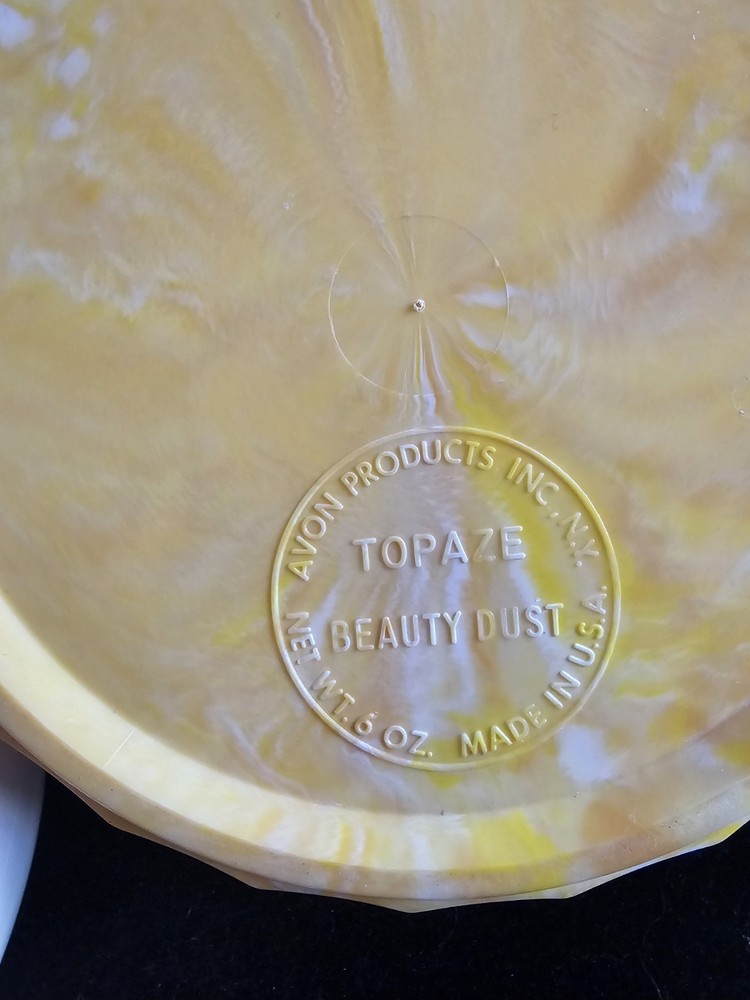 AVON PRODUCTS INC., N.Y.
TOPAZE
BEAUTY DUST
NET WT. 6 OZ. MADE IN U.S.A.